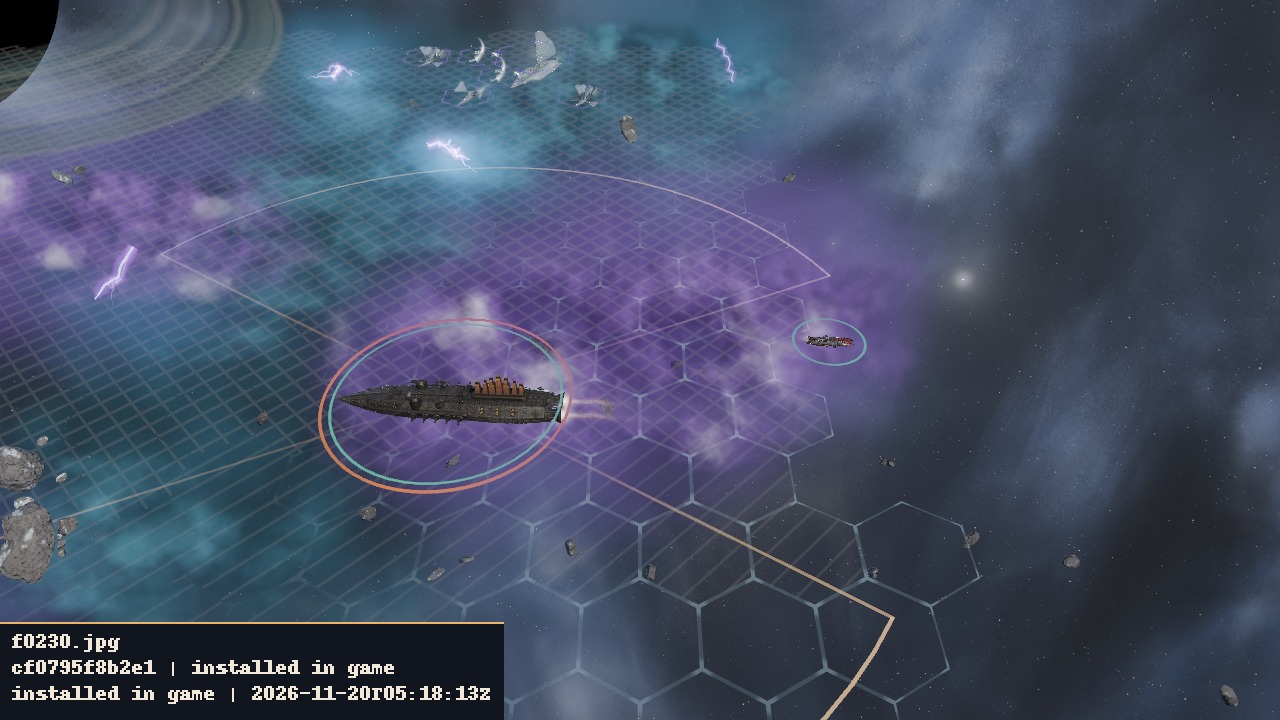 f0230.jpg
cf0795f8b2e1 | installed in game
installed in game | 2026-11-20T05:18:13Z